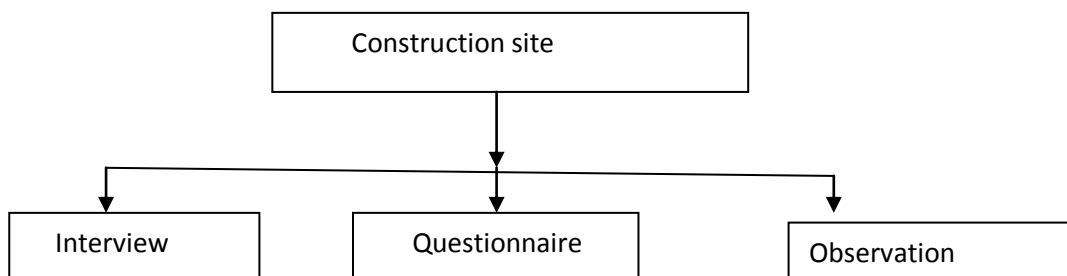 Construction site
Interview
Questionnaire
Observation